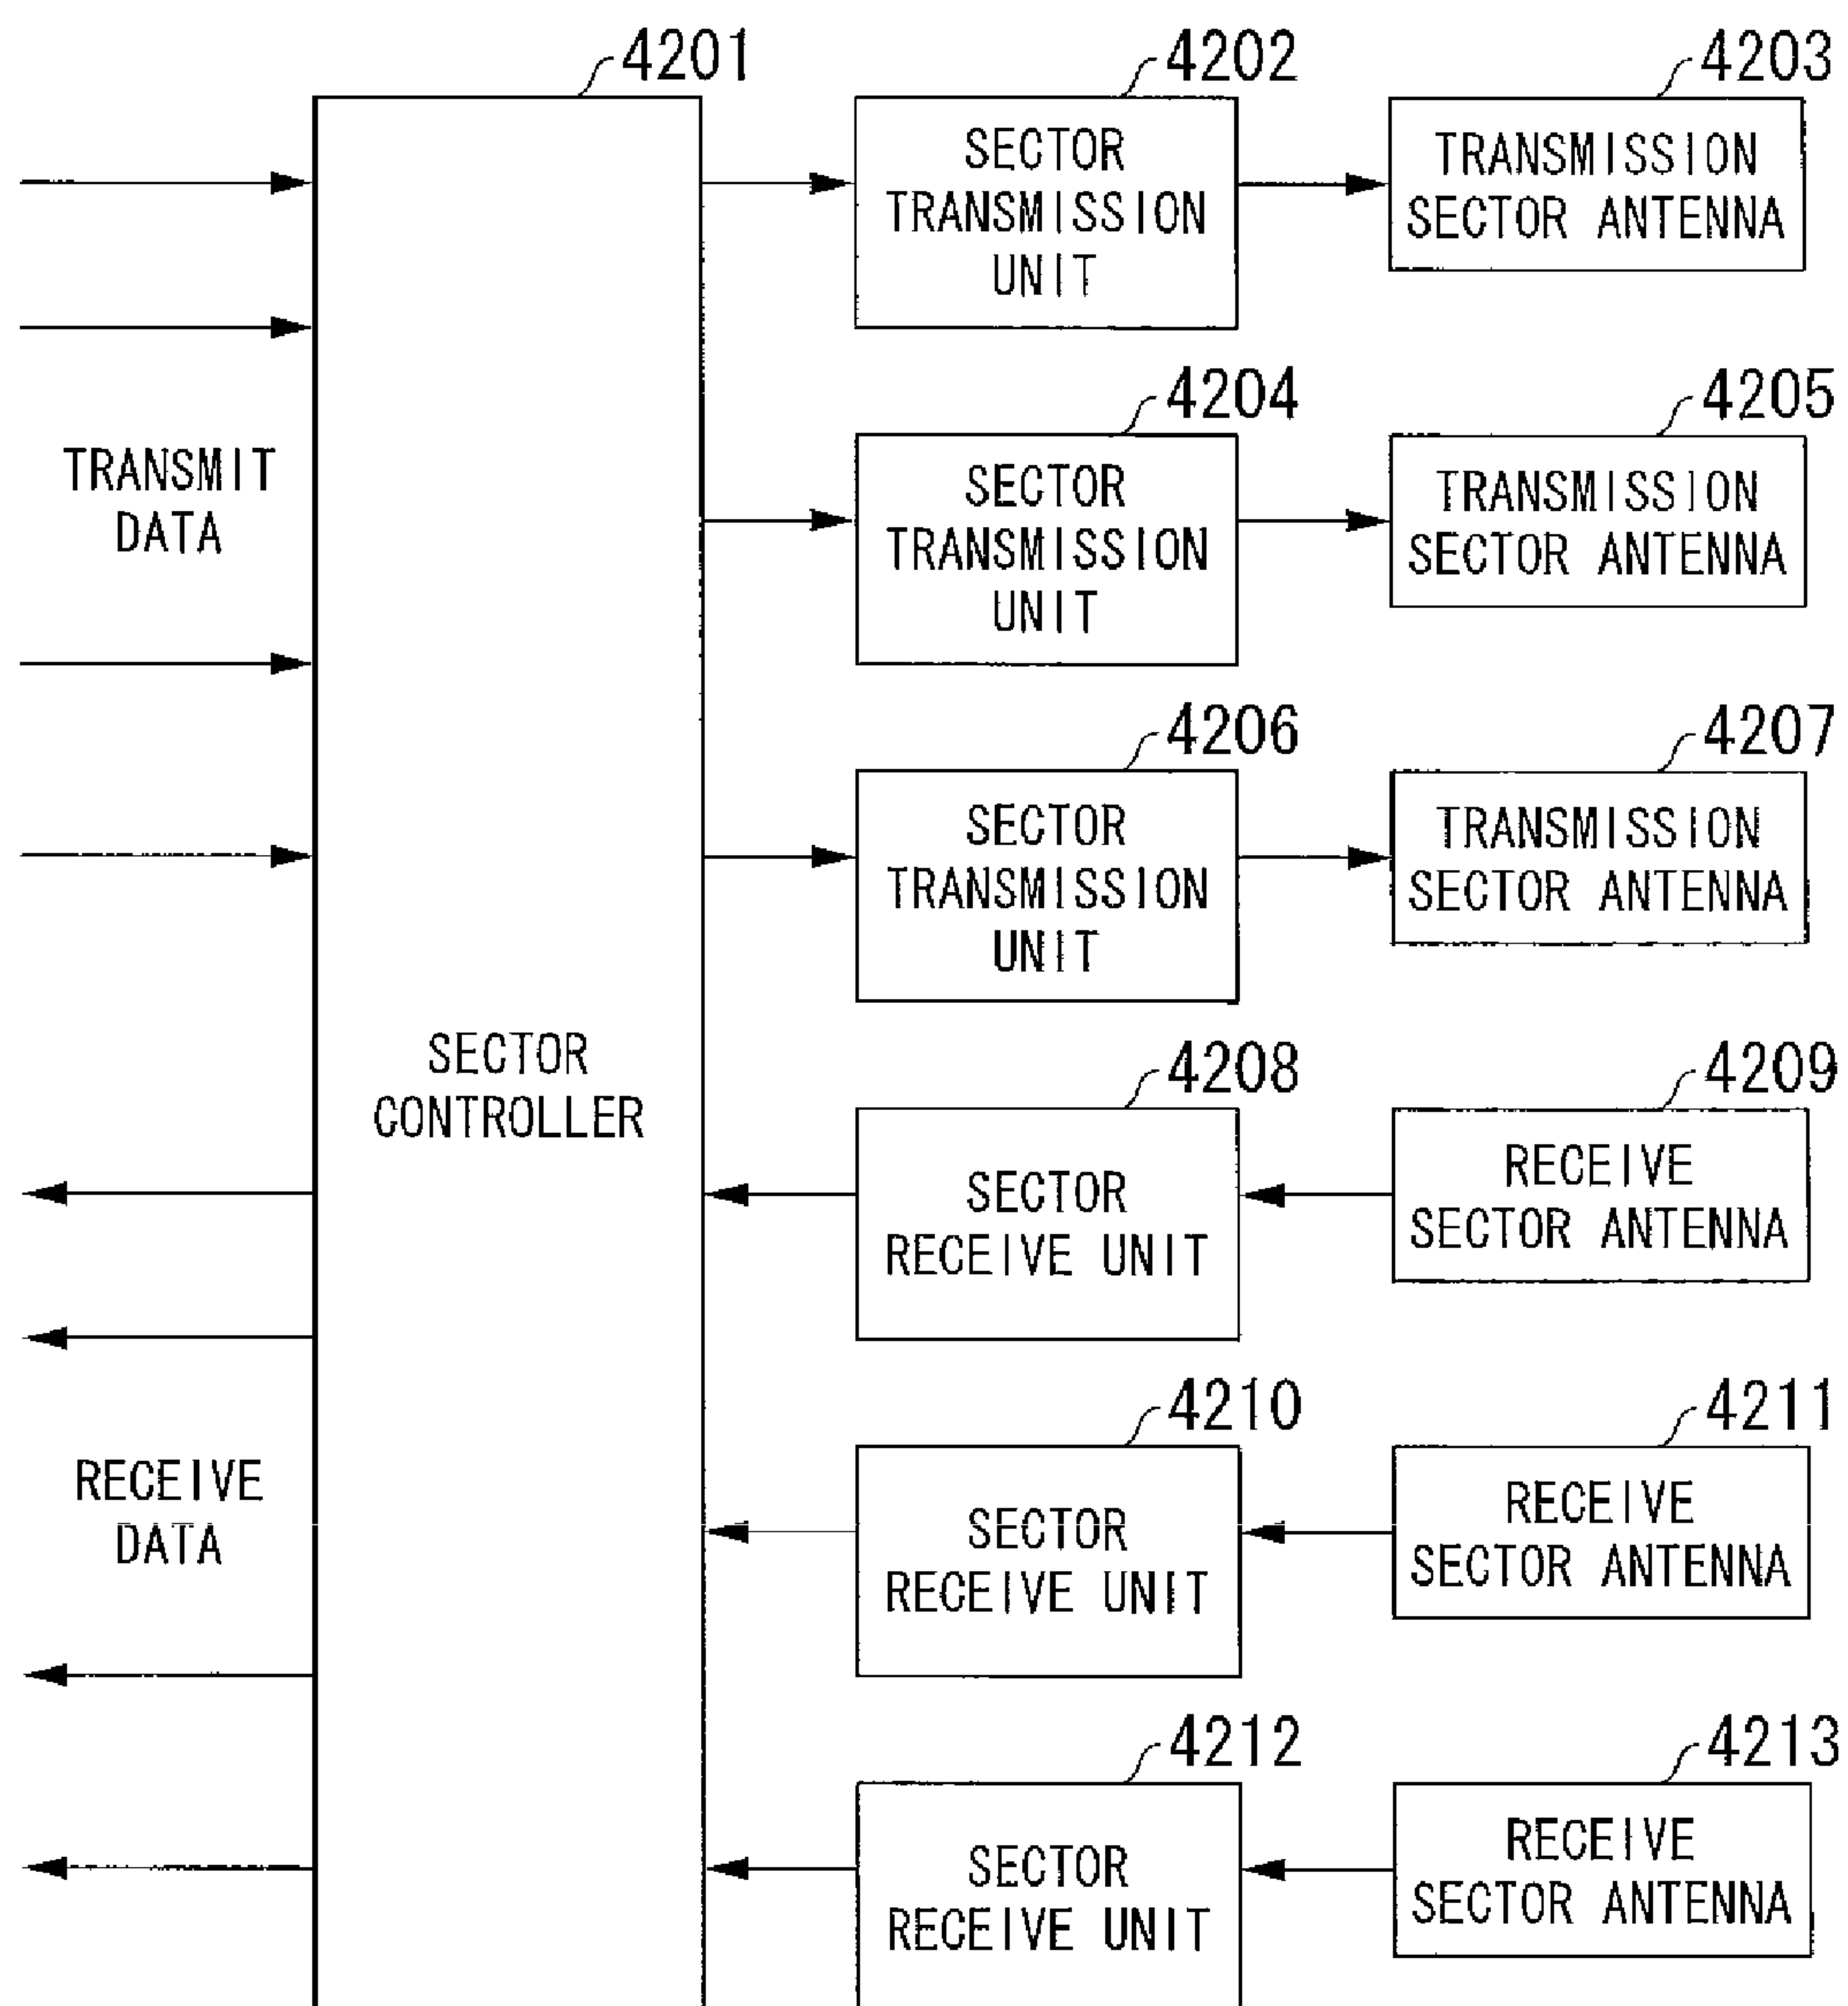 4201
4202
4203
SECTOR
TRANSMISSION
UNIT
TRANSMISSION
SECTOR ANTENNA
TRANSMIT
DATA
4204
4205
SECTOR
TRANSMISSION
UNIT
TRANSMISSION
SECTOR ANTENNA
4206
4207
SECTOR
TRANSMISSION
UNIT
TRANSMISSION
SECTOR ANTENNA
SECTOR
CONTROLLER
4208
4209
SECTOR
RECEIVE UNIT
RECEIVE
SECTOR ANTENNA
RECEIVE
DATA
4210
4211
SECTOR
RECEIVE UNIT
RECEIVE
SECTOR ANTENNA
4212
4213
SECTOR
RECEIVE UNIT
RECEIVE
SECTOR ANTENNA